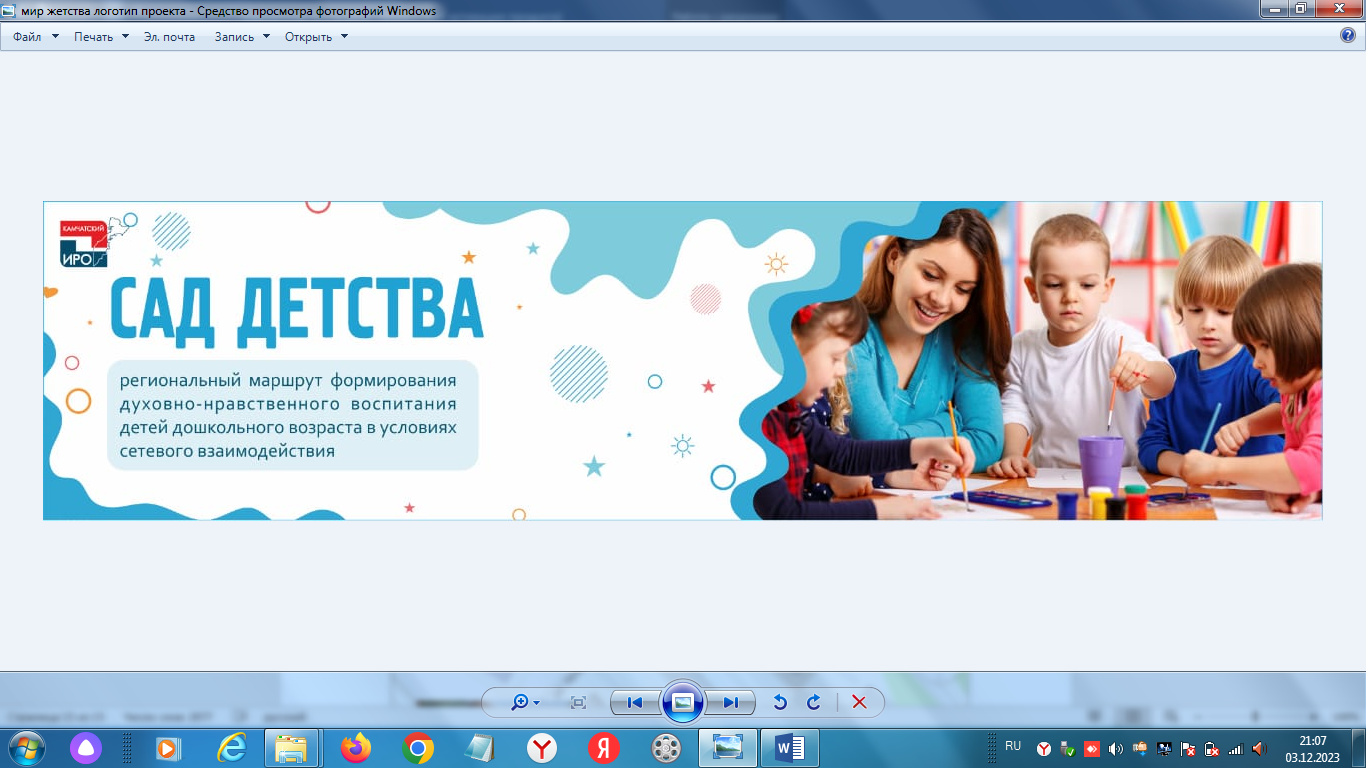 мир жетства логотип проекта - Средство просмотра фотографий Windows
Файл Печать Эл. почта Запись Открыть
КАМЧАТСКИЙ
ИРО
САД ДЕТСТВА
региональный маршрут формирования
духовно-нравственного воспитания
детей дошкольного возраста в условиях
сетевого взаимодействия
RU
21:07
03.12.2023